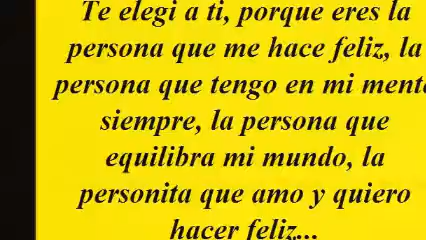 Te elegi a ti, porque eres la
persona que me hace feliz, la
persona que tengo en mi mente
siempre, la persona que
equilibra mi mundo, la
personita que amo y quiero
hacer feliz...